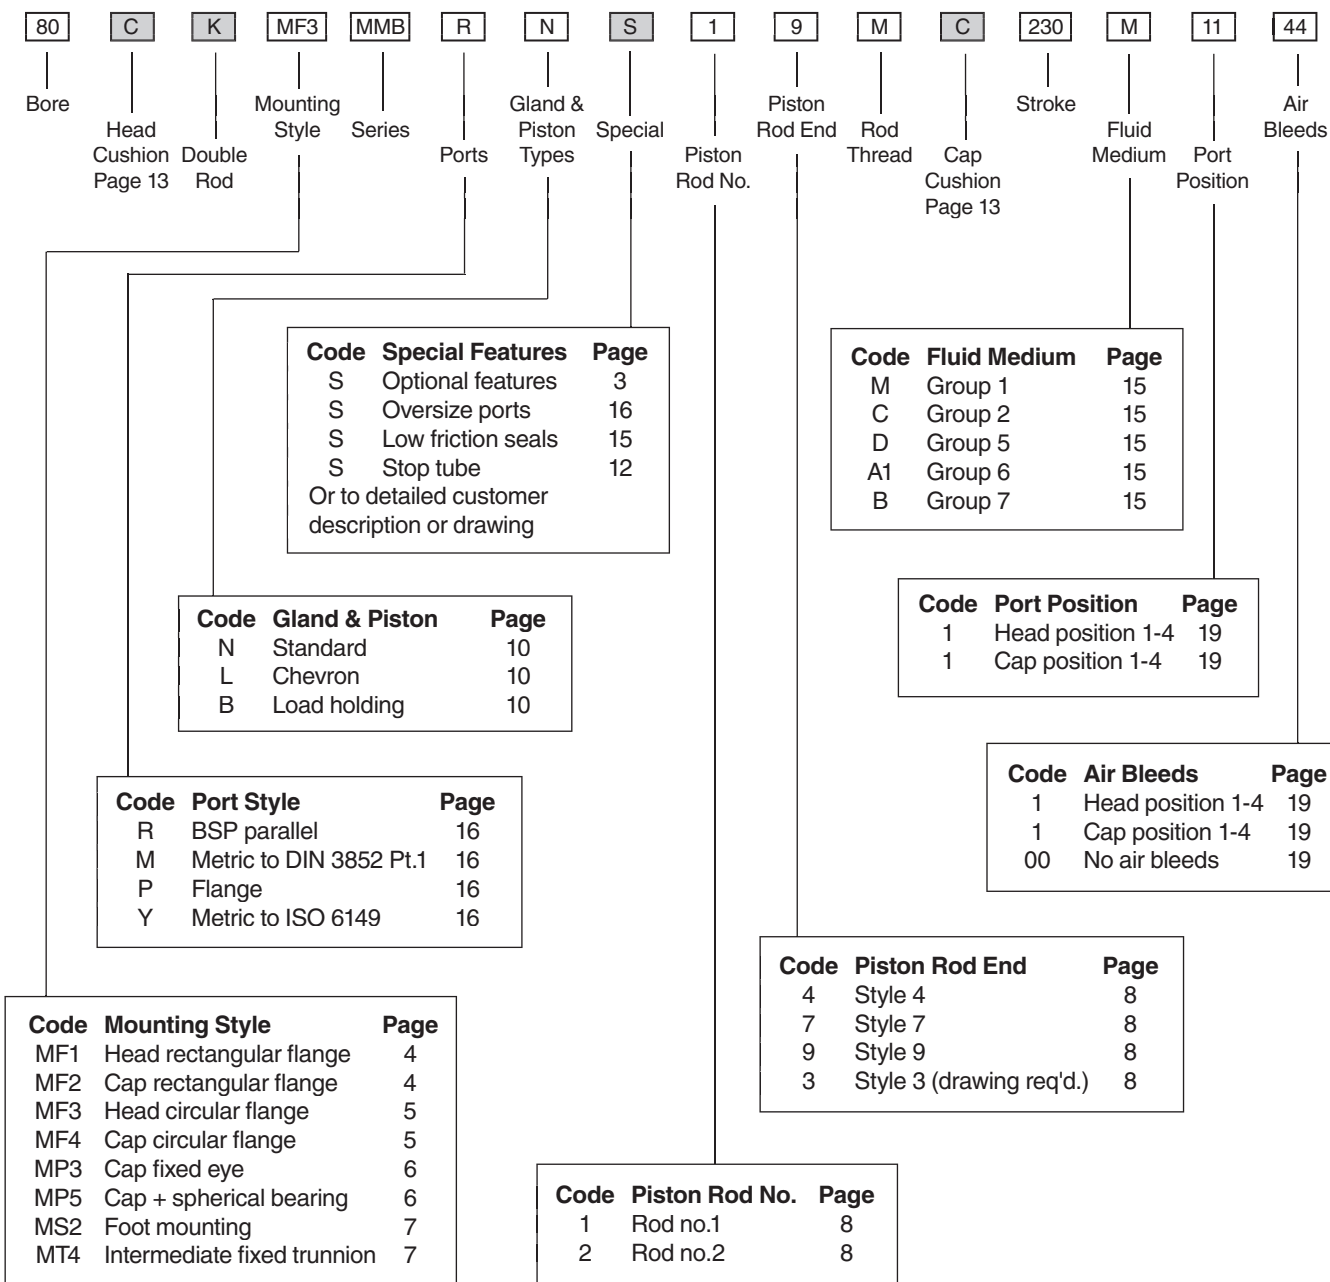 80 C K MF3 MMB R N S 1 9 M C 230 M 11 44
Bore
Head Cushion Page 13
Double Rod
Mounting Style
Series
Ports
Gland & Piston Types
Special
Piston Rod No.
Piston Rod End
Rod Thread
Cap Cushion Page 13
Stroke
Fluid Medium
Port Position
Air Bleeds
Code Special Features Page
S Optional features 3
S Oversize ports 16
S Low friction seals 15
S Stop tube 12
Or to detailed customer
description or drawing
Code Fluid Medium Page
M Group 1 15
C Group 2 15
D Group 5 15
A1 Group 6 15
B Group 7 15
Code Gland & Piston Page
N Standard 10
L Chevron 10
B Load holding 10
Code Port Position Page
1 Head position 1-4 19
1 Cap position 1-4 19
Code Port Style Page
R BSP parallel 16
M Metric to DIN 3852 Pt.1 16
P Flange 16
Y Metric to ISO 6149 16
Code Air Bleeds Page
1 Head position 1-4 19
1 Cap position 1-4 19
00 No air bleeds 19
Code Piston Rod End Page
4 Style 4 8
7 Style 7 8
9 Style 9 8
3 Style 3 (drawing req'd.) 8
Code Mounting Style Page
MF1 Head rectangular flange 4
MF2 Cap rectangular flange 4
MF3 Head circular flange 5
MF4 Cap circular flange 5
MP3 Cap fixed eye 6
MP5 Cap + spherical bearing 6
MS2 Foot mounting 7
MT4 Intermediate fixed trunnion 7
Code Piston Rod No. Page
1 Rod no.1 8
2 Rod no.2 8